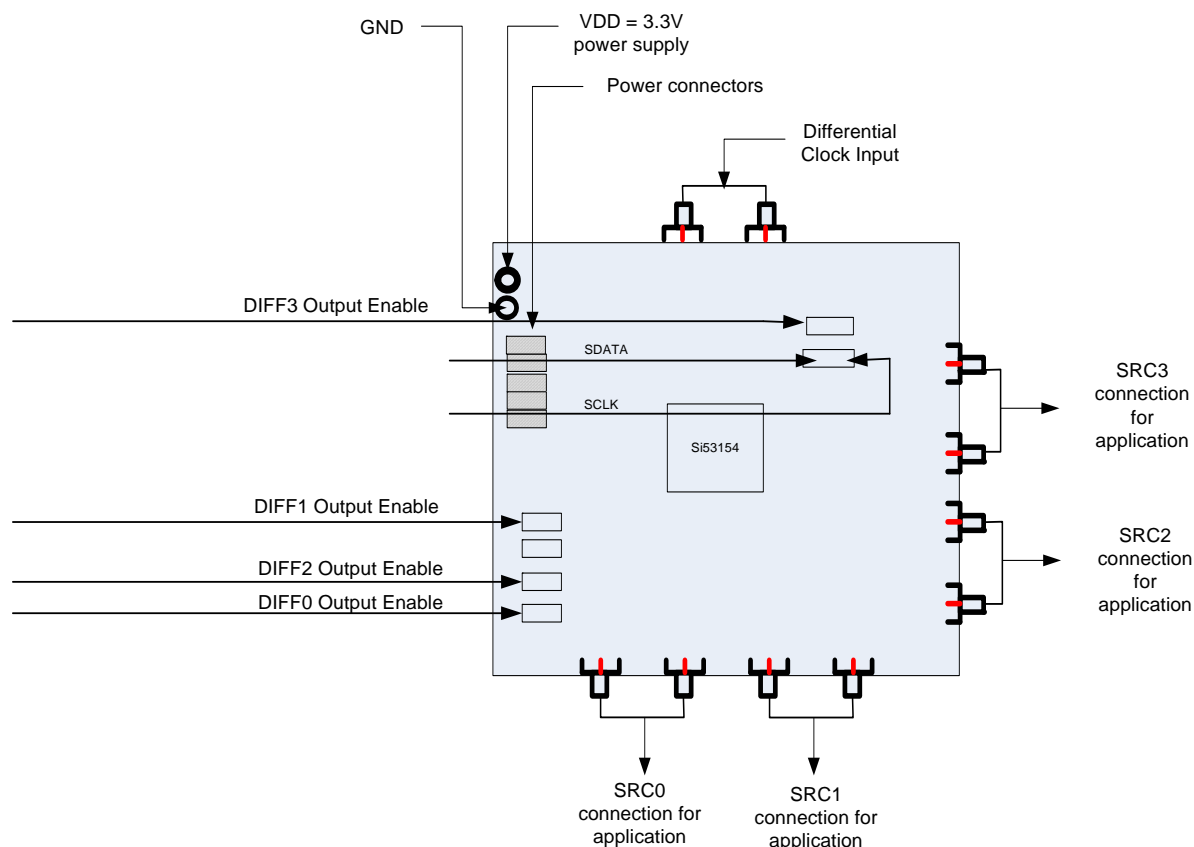 GND
VDD = 3.3V
power supply
Power connectors
Differential
Clock Input
DIFF3 Output Enable
SDATA
SCLK
Si53154
SRC3
connection
for
application
DIFF1 Output Enable
DIFF2 Output Enable
DIFF0 Output Enable
SRC2
connection
for
application
SRC0
connection for
application
SRC1
connection for
application